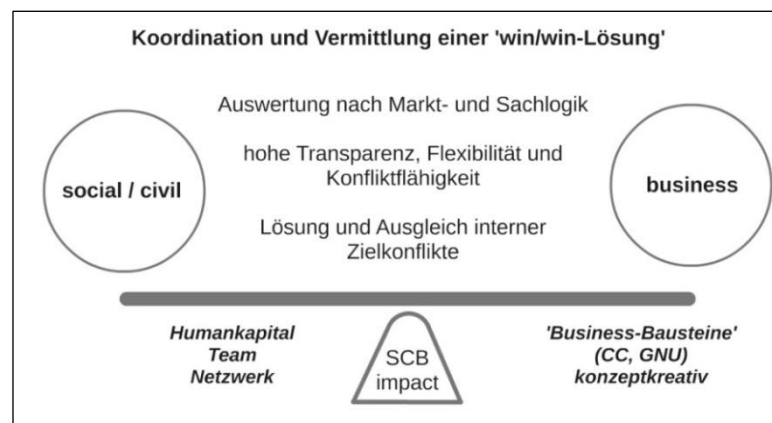 Koordination und Vermittlung einer 'win/win-Lösung'
Auswertung nach Markt- und Sachlogik
hohe Transparenz, Flexibilität und
Konfliktflähigkeit
social / civil
business
Lösung und Ausgleich interner
Zielkonflikte
Humankapital
Team
Netzwerk
SCB
impact
'Business-Bausteine'
(CC, GNU)
konzeptkreativ